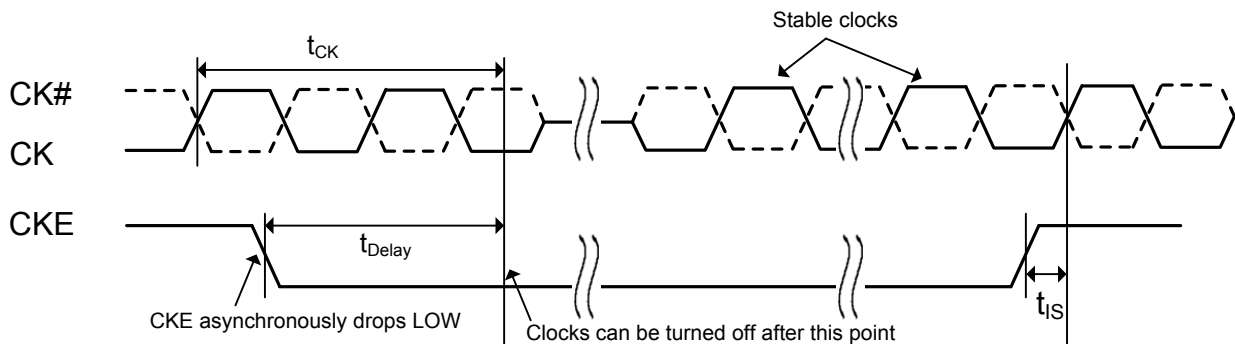 Stable clocks
tCK
CK#
CK
CKE
tDelay
tIS
CKE asynchronously drops LOW
Clocks can be turned off after this point